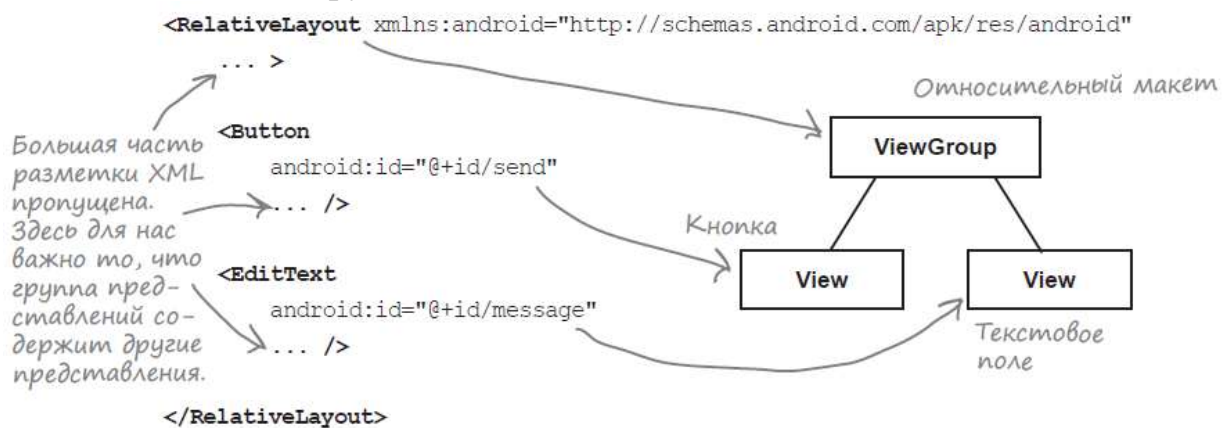 <RelativeLayout xmlns:android="http://schemas.android.com/apk/res/android"
... >
<Button
android:id="@+id/send"
... />
<EditText
android:id="@+id/message"
... />
</RelativeLayout>
Большая часть
разметки XML
пропущена.
Здесь для нас
важно то, что
группа пред-
ставлений со-
держит другие
представления.
Относительный макет
ViewGroup
Кнопка
View
View
Текстовое
поле